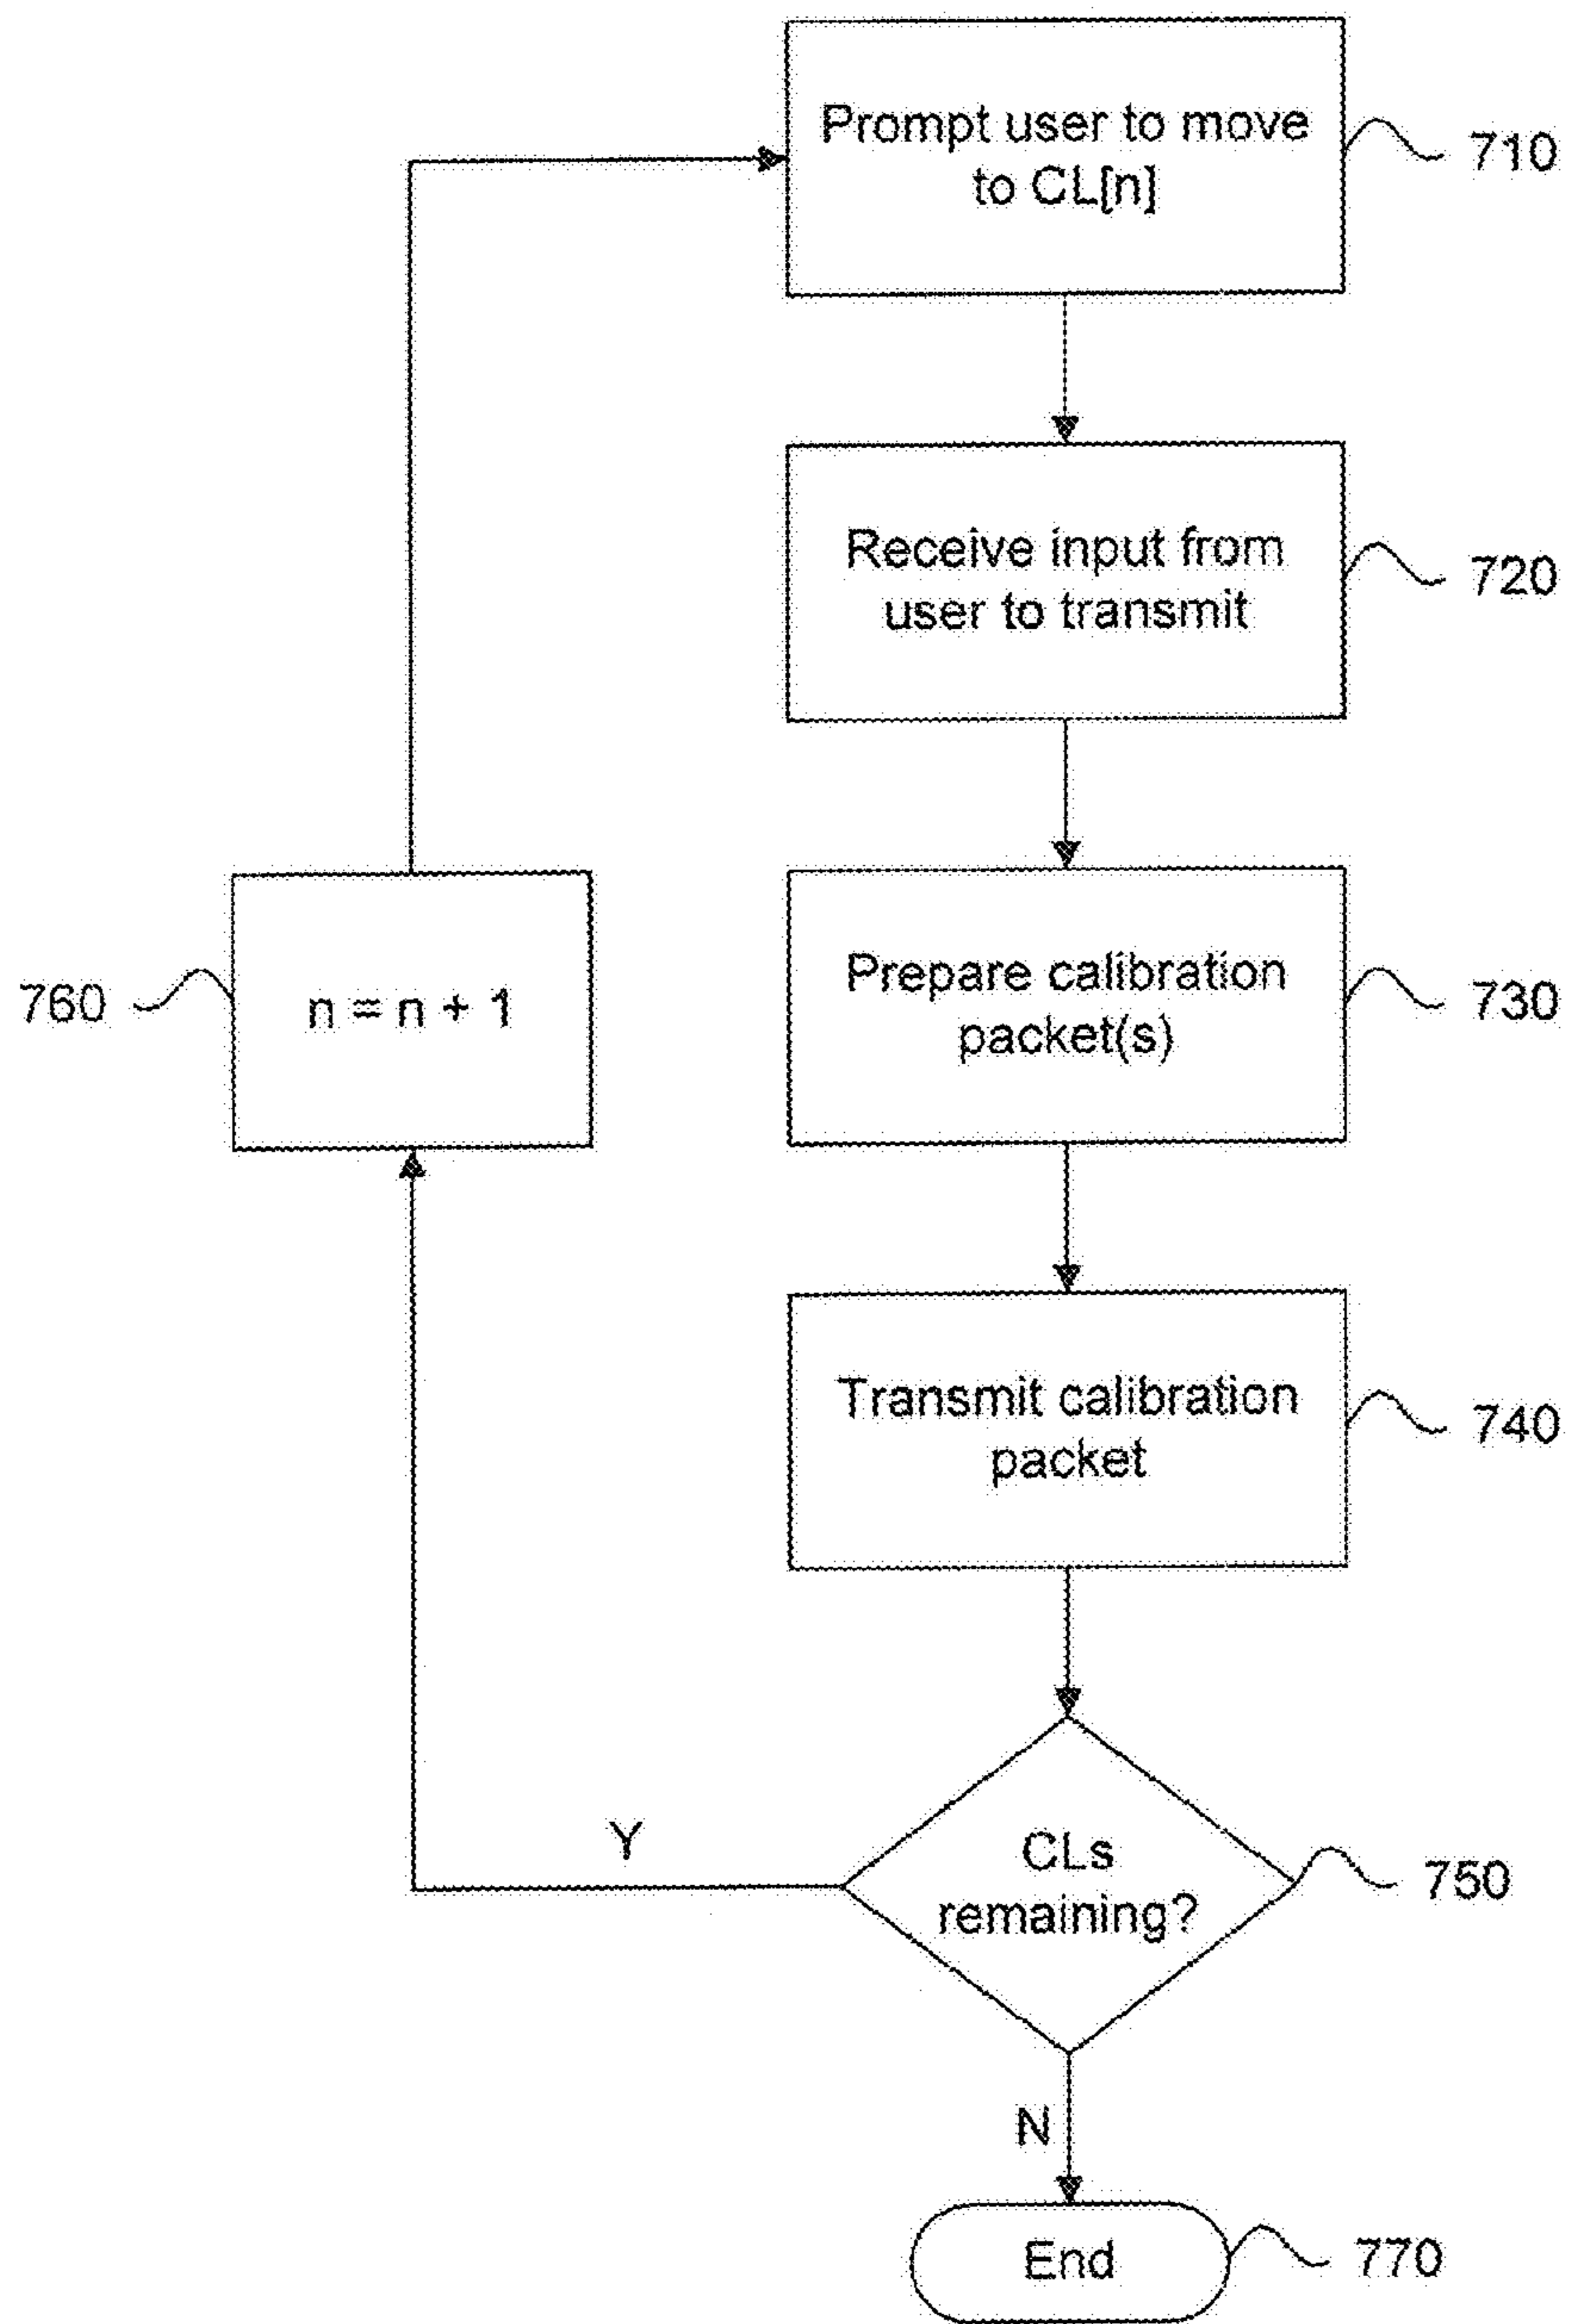 Prompt user to move
to CL[n]
710
Receive input from
user to transmit
720
Prepare calibration
packet(s)
730
760
n = n + 1
Transmit calibration
packet
740
Y
CLs
remaining?
750
N
End
770